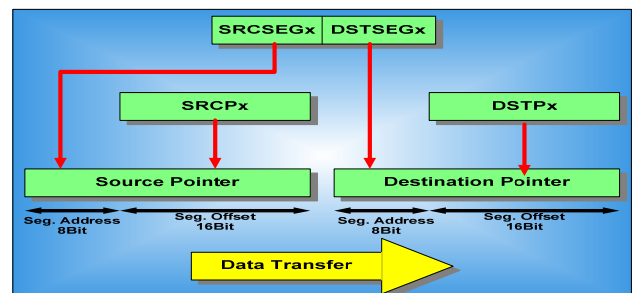 SRCSEGx DSTSEGx
SRCPx DSTPx
Source Pointer Destination Pointer
Seg. Address Seg. Offset Seg. Address Seg. Offset
8Bit 16Bit 8Bit 16Bit
Data Transfer